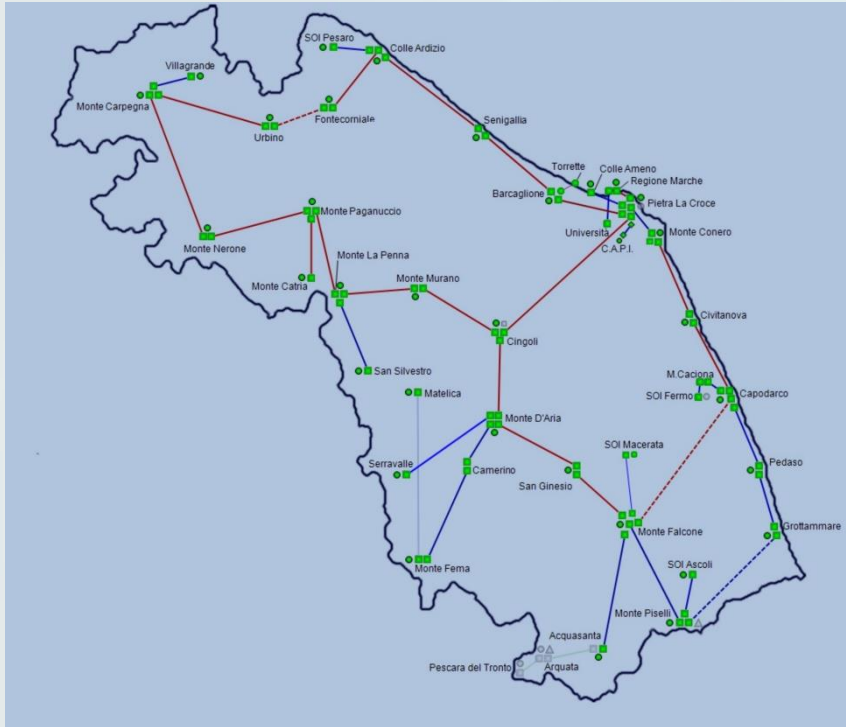 SOI Pesaro
Colle Ardizio
Villagrande
Monte Carpegna
Urbino
Fontecorniale
Senigallia
Torrette
Colle Ameno
Regione Marche
Barcaglione
Pietra La Croce
Università
Monte Conero
C.A.P.I.
Monte Paganuccio
Monte Nerone
Monte La Penna
Monte Catria
Monte Murano
Cingoli
Civitanova
San Silvestro
Matelica
M.Caciona
SOI Fermo
Capodarco
Monte D'Aria
SOI Macerata
Serravalle
Camerino
San Ginesio
Pedaso
Monte Falcone
Grottammare
Monte Fema
SOI Ascoli
Monte Piselli
Acquasanta
Pescara del Tronto
Arquata